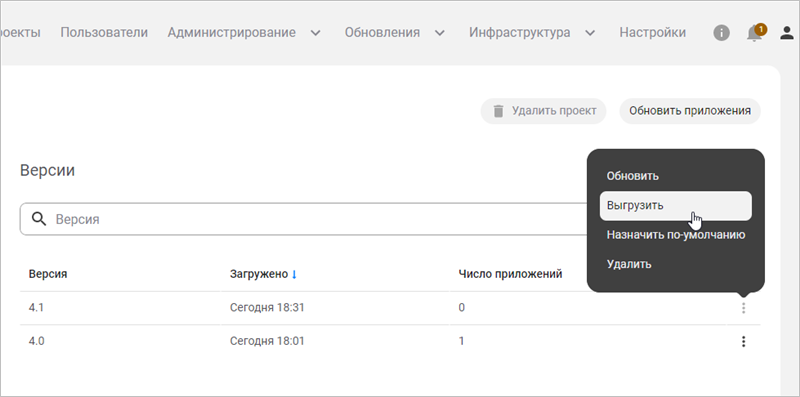 роекты Пользователи Администрирование Обновления Инфраструктура Настройки 1
Удалить проект Обновить приложения
Версии
Обновить
Выгрузить
Версия
Назначить по-умолчанию
Удалить
Версия Загружено ↓ Число приложений
4.1 Сегодня 18:31 0
4.0 Сегодня 18:01 1